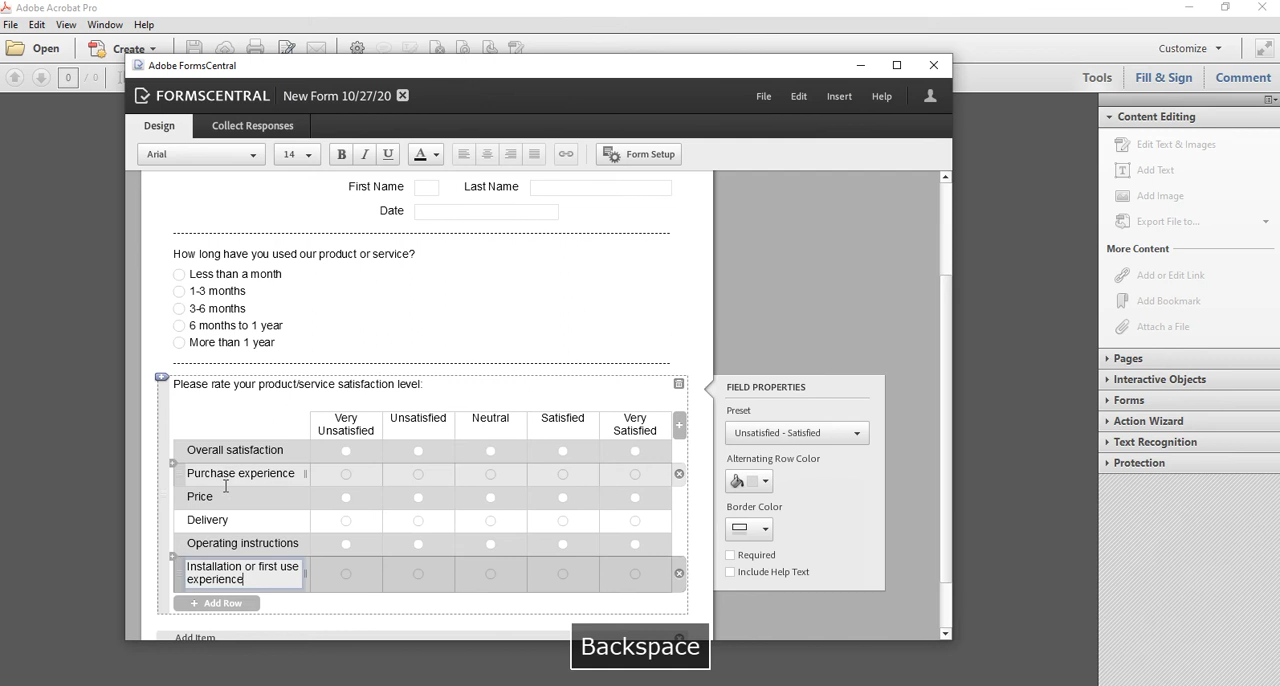 Adobe Acrobat Pro
File Edit View Window Help
Open Create Customize
0 / 0 Tools Fill & Sign Comment
Adobe FormsCentral
FORMSCENTRAL New Form 10/27/20 File Edit Insert Help
Design Collect Responses
Arial 14 B I U A Form Setup
First Name Last Name
Date
How long have you used our product or service?
Less than a month
1-3 months
3-6 months
6 months to 1 year
More than 1 year
Please rate your product/service satisfaction level:
Very Unsatisfied Neutral Satisfied Very
Unsatisfied Satisfied
Overall satisfaction
Purchase experience
Price
Delivery
Operating instructions
Installation or first use
experience
+ Add Row
Add Item
Backspace
FIELD PROPERTIES
Preset
Unsatisfied - Satisfied
Alternating Row Color
Border Color
Required
Include Help Text
Content Editing
Edit Text & Images
Add Text
Add Image
Export File to...
More Content
Add or Edit Link
Add Bookmark
Attach a File
Pages
Interactive Objects
Forms
Action Wizard
Text Recognition
Protection